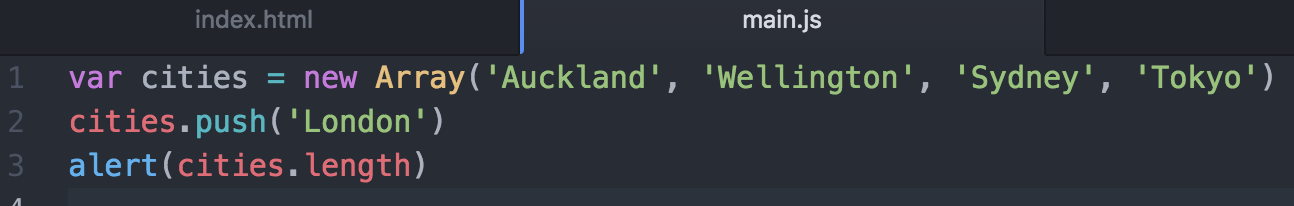 index.html main.js
1 var cities = new Array('Auckland', 'Wellington', 'Sydney', 'Tokyo')
2 cities.push('London')
3 alert(cities.length)
4